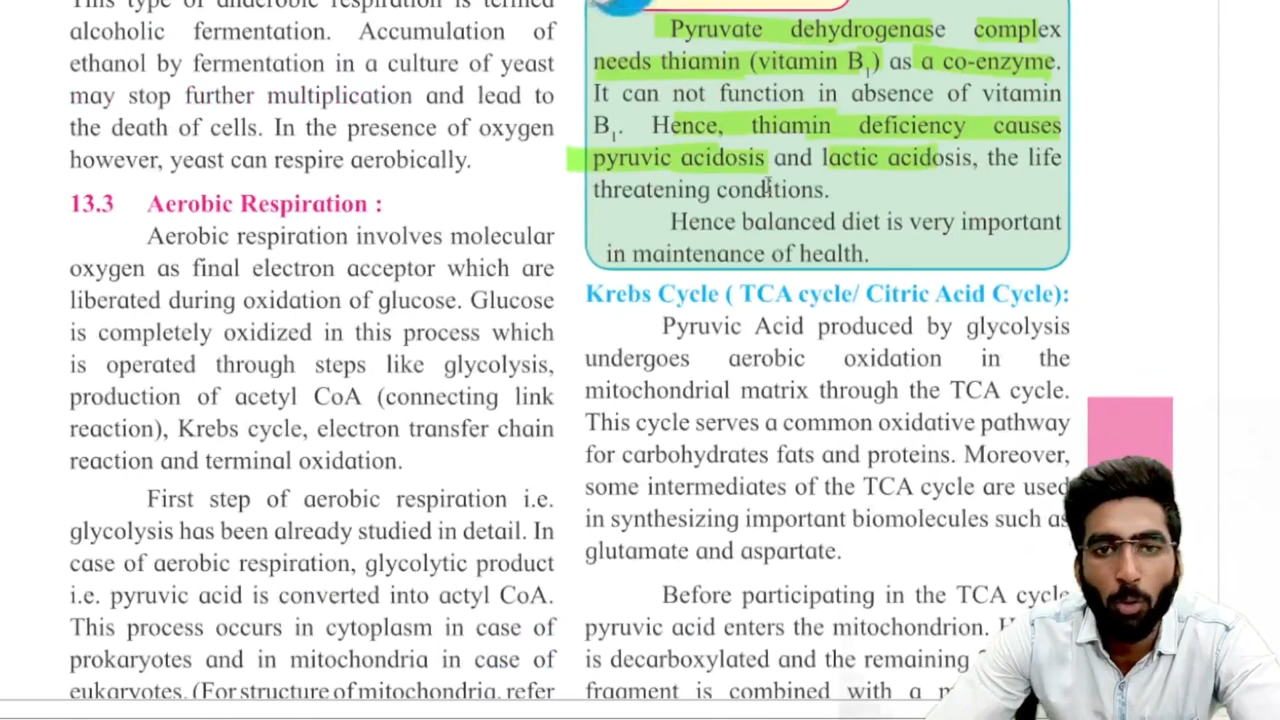 This type of anaerobic respiration is termed
alcoholic fermentation. Accumulation of
ethanol by fermentation in a culture of yeast
may stop further multiplication and lead to
the death of cells. In the presence of oxygen
however, yeast can respire aerobically.
13.3 Aerobic Respiration :
Aerobic respiration involves molecular
oxygen as final electron acceptor which are
liberated during oxidation of glucose. Glucose
is completely oxidized in this process which
is operated through steps like glycolysis,
production of acetyl CoA (connecting link
reaction), Krebs cycle, electron transfer chain
reaction and terminal oxidation.
First step of aerobic respiration i.e.
glycolysis has been already studied in detail. In
case of aerobic respiration, glycolytic product
i.e. pyruvic acid is converted into actyl CoA.
This process occurs in cytoplasm in case of
prokaryotes and in mitochondria in case of
eukaryotes. (For structure of mitochondria, refer
Pyruvate dehydrogenase complex
needs thiamin (vitamin B₁) as a co-enzyme.
It can not function in absence of vitamin
B₁. Hence, thiamin deficiency causes
pyruvic acidosis and lactic acidosis, the life
threatening conditions.
Hence balanced diet is very important
in maintenance of health.
Krebs Cycle ( TCA cycle/ Citric Acid Cycle):
Pyruvic Acid produced by glycolysis
undergoes aerobic oxidation in the
mitochondrial matrix through the TCA cycle.
This cycle serves a common oxidative pathway
for carbohydrates fats and proteins. Moreover,
some intermediates of the TCA cycle are used
in synthesizing important biomolecules such as
glutamate and aspartate.
Before participating in the TCA cycle
pyruvic acid enters the mitochondrion.
is decarboxylated and the remaining
fragment is combined with a